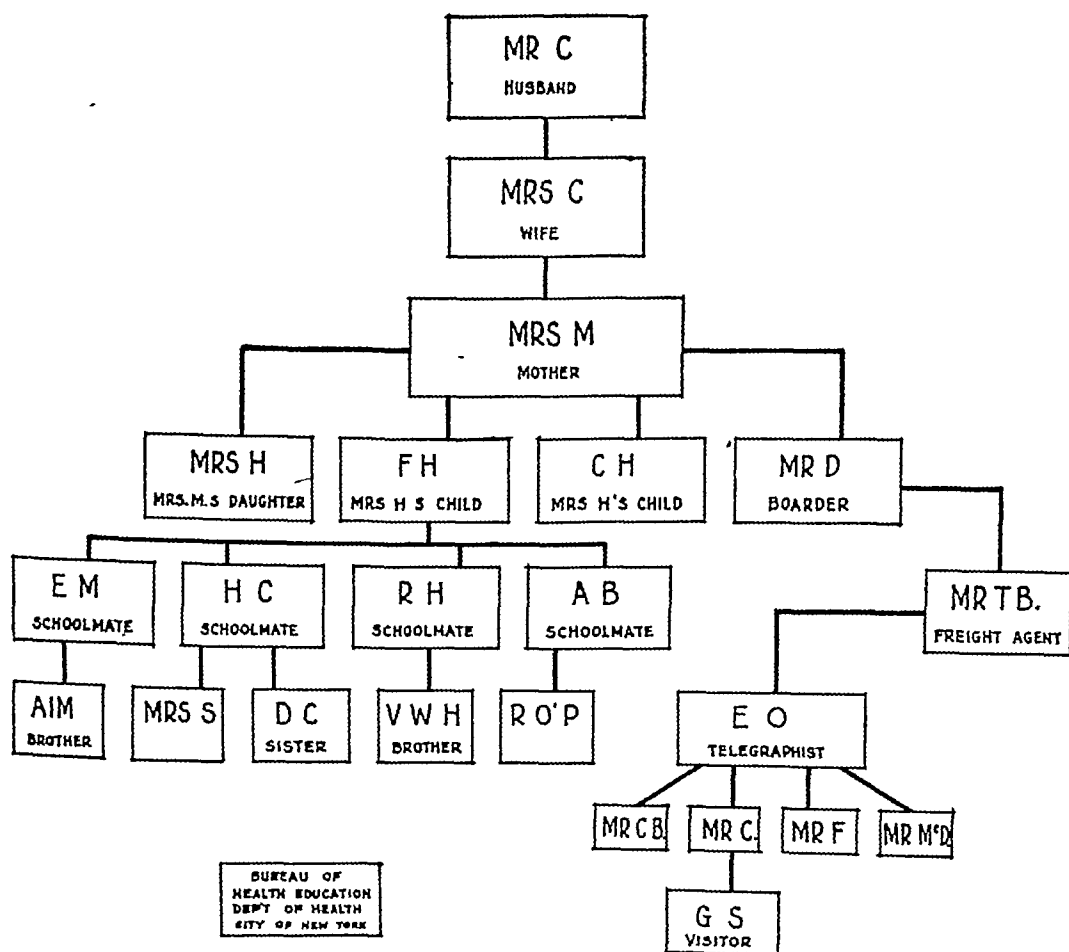 MR C
HUSBAND
MRS C
WIFE
MRS M
MOTHER
MRS H
MRS. M.S DAUGHTER
F H
MRS H S CHILD
C H
MRS H'S CHILD
MR D
BOARDER
E M
SCHOOLMATE
H C
SCHOOLMATE
R H
SCHOOLMATE
A B
SCHOOLMATE
MR T B.
FREIGHT AGENT
AIM
BROTHER
MRS S
D C
SISTER
V W H
BROTHER
R O'P
E O
TELEGRAPHIST
MR C B.
MR C.
MR F
MR McD.
G S
VISITOR
BUREAU OF
HEALTH EDUCATION
DEP'T OF HEALTH
CITY OF NEW YORK